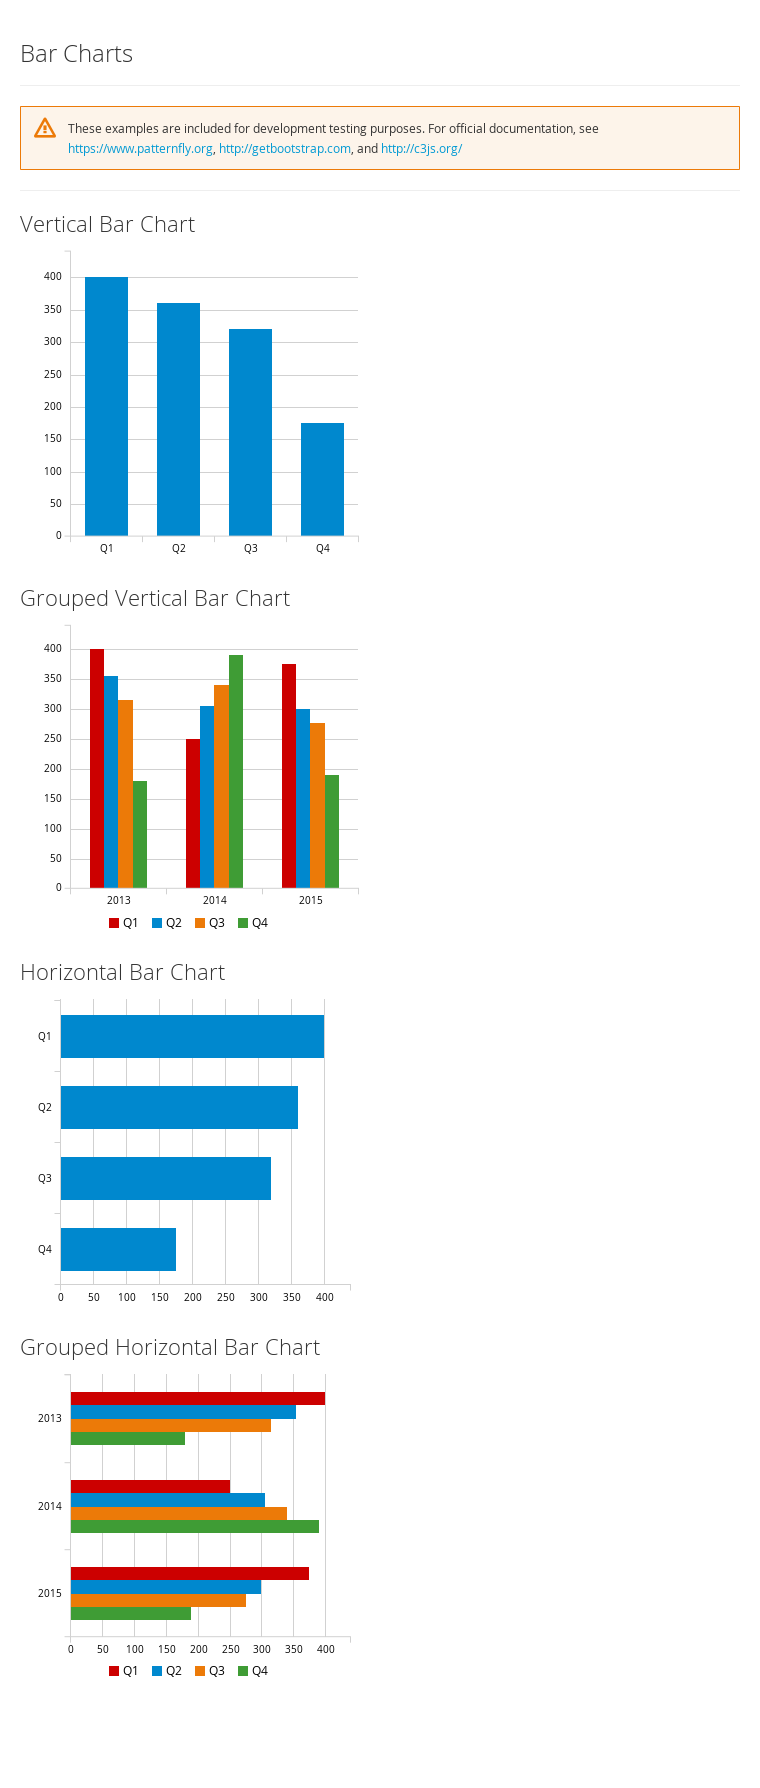 Bar Charts
These examples are included for development testing purposes. For official documentation, see
https://www.patternfly.org, http://getbootstrap.com, and http://c3js.org/
Vertical Bar Chart
400
350
300
250
200
150
100
50
0
Q1 Q2 Q3 Q4
Grouped Vertical Bar Chart
400
350
300
250
200
150
100
50
0
2013 2014 2015
Q1 Q2 Q3 Q4
Horizontal Bar Chart
Q1
Q2
Q3
Q4
0 50 100 150 200 250 300 350 400
Grouped Horizontal Bar Chart
2013
2014
2015
0 50 100 150 200 250 300 350 400
Q1 Q2 Q3 Q4